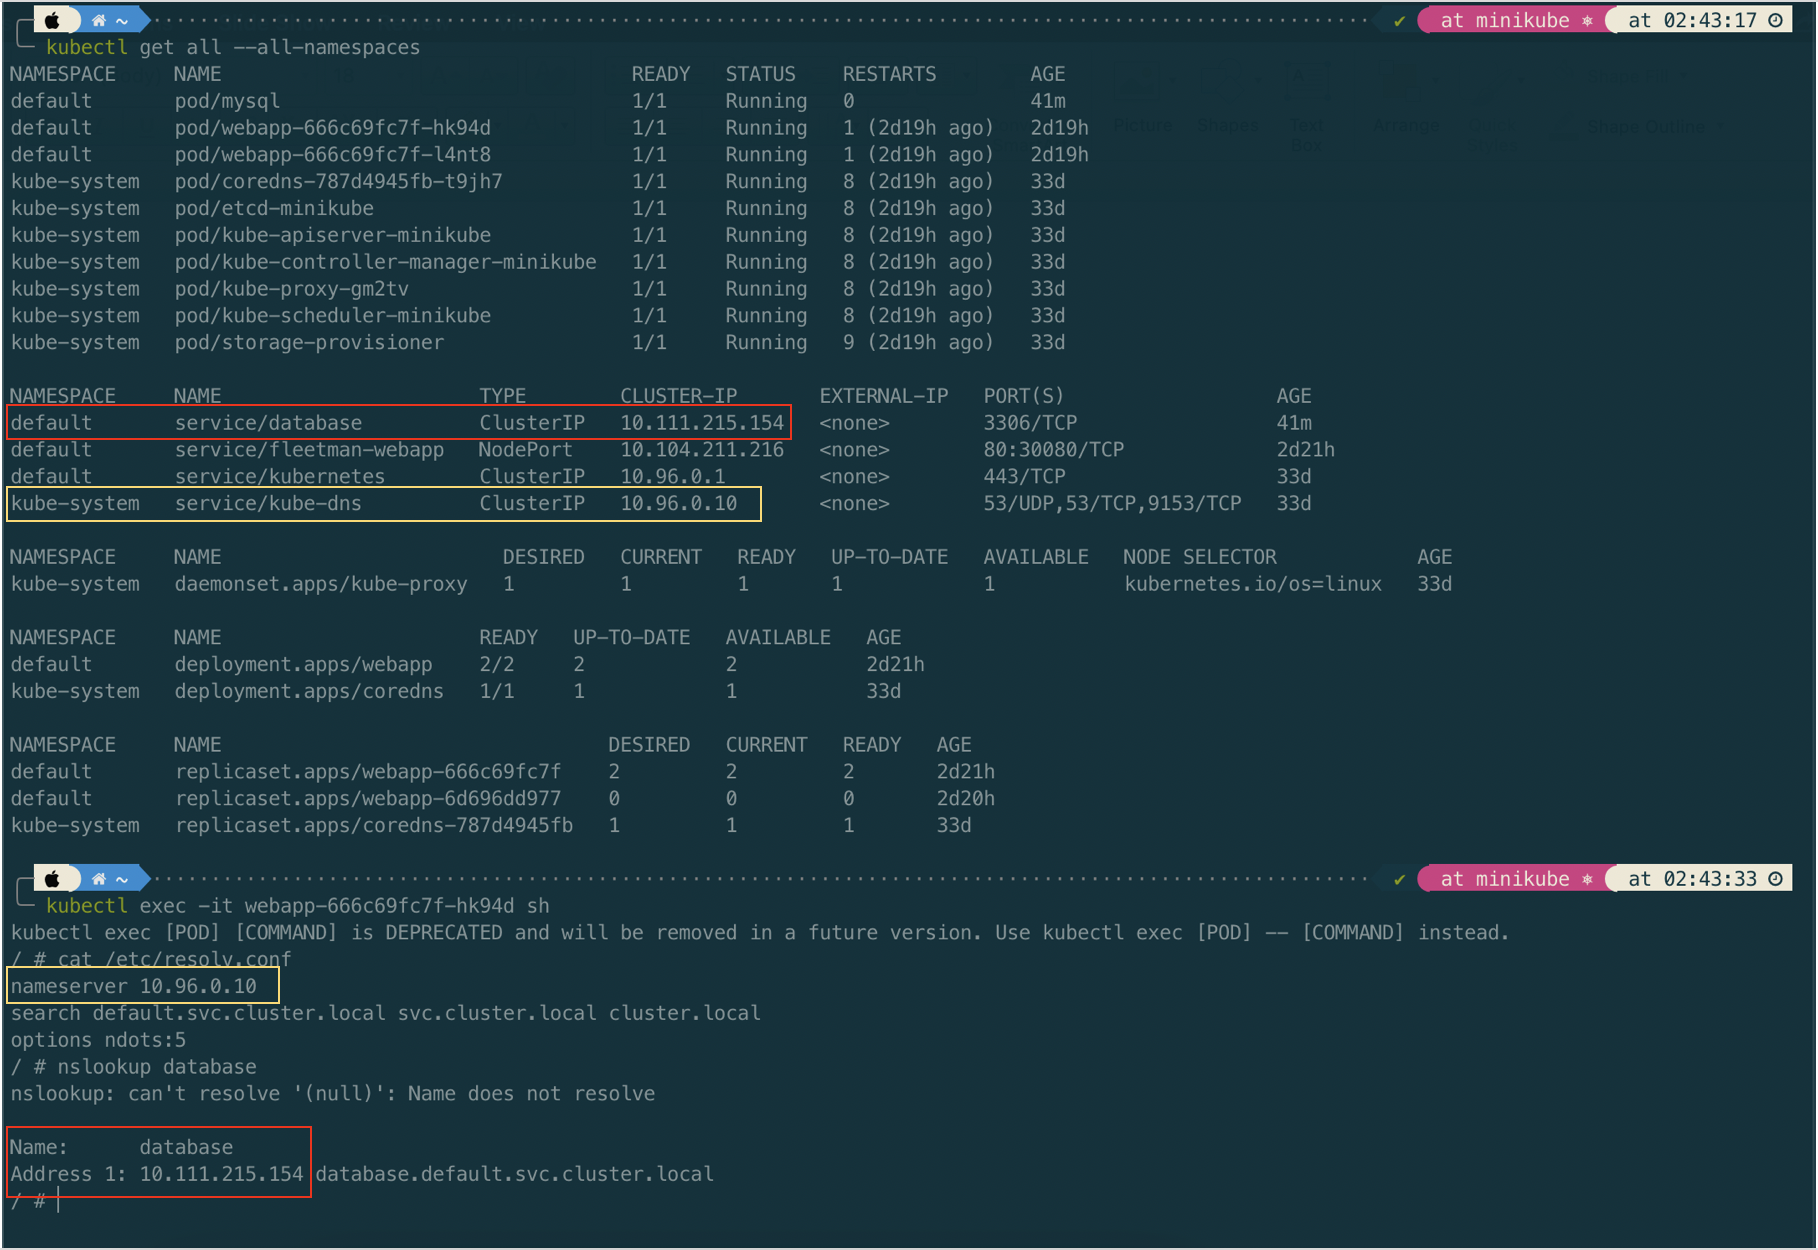 ~ ✔ at minikube at 02:43:17
kubectl get all --all-namespaces
NAMESPACE NAME READY STATUS RESTARTS AGE
default pod/mysql 1/1 Running 0 41m
default pod/webapp-666c69fc7f-hk94d 1/1 Running 1 (2d19h ago) 2d19h
default pod/webapp-666c69fc7f-l4nt8 1/1 Running 1 (2d19h ago) 2d19h
kube-system pod/coredns-787d4945fb-t9jh7 1/1 Running 8 (2d19h ago) 33d
kube-system pod/etcd-minikube 1/1 Running 8 (2d19h ago) 33d
kube-system pod/kube-apiserver-minikube 1/1 Running 8 (2d19h ago) 33d
kube-system pod/kube-controller-manager-minikube 1/1 Running 8 (2d19h ago) 33d
kube-system pod/kube-proxy-gm2tv 1/1 Running 8 (2d19h ago) 33d
kube-system pod/kube-scheduler-minikube 1/1 Running 8 (2d19h ago) 33d
kube-system pod/storage-provisioner 1/1 Running 9 (2d19h ago) 33d
NAMESPACE NAME TYPE CLUSTER-IP EXTERNAL-IP PORT(S) AGE
default service/database ClusterIP 10.111.215.154 <none> 3306/TCP 41m
default service/fleetman-webapp NodePort 10.104.211.216 <none> 80:30080/TCP 2d21h
default service/kubernetes ClusterIP 10.96.0.1 <none> 443/TCP 33d
kube-system service/kube-dns ClusterIP 10.96.0.10 <none> 53/UDP,53/TCP,9153/TCP 33d
NAMESPACE NAME DESIRED CURRENT READY UP-TO-DATE AVAILABLE NODE SELECTOR AGE
kube-system daemonset.apps/kube-proxy 1 1 1 1 1 kubernetes.io/os=linux 33d
NAMESPACE NAME READY UP-TO-DATE AVAILABLE AGE
default deployment.apps/webapp 2/2 2 2 2d21h
kube-system deployment.apps/coredns 1/1 1 1 33d
NAMESPACE NAME DESIRED CURRENT READY AGE
default replicaset.apps/webapp-666c69fc7f 2 2 2 2d21h
default replicaset.apps/webapp-6d696dd977 0 0 0 2d20h
kube-system replicaset.apps/coredns-787d4945fb 1 1 1 33d
~ ✔ at minikube at 02:43:33
kubectl exec -it webapp-666c69fc7f-hk94d sh
kubectl exec [POD] [COMMAND] is DEPRECATED and will be removed in a future version. Use kubectl exec [POD] -- [COMMAND] instead.
/ # cat /etc/resolv.conf
nameserver 10.96.0.10
search default.svc.cluster.local svc.cluster.local cluster.local
options ndots:5
/ # nslookup database
nslookup: can't resolve '(null)': Name does not resolve
Name: database
Address 1: 10.111.215.154 database.default.svc.cluster.local
/ #